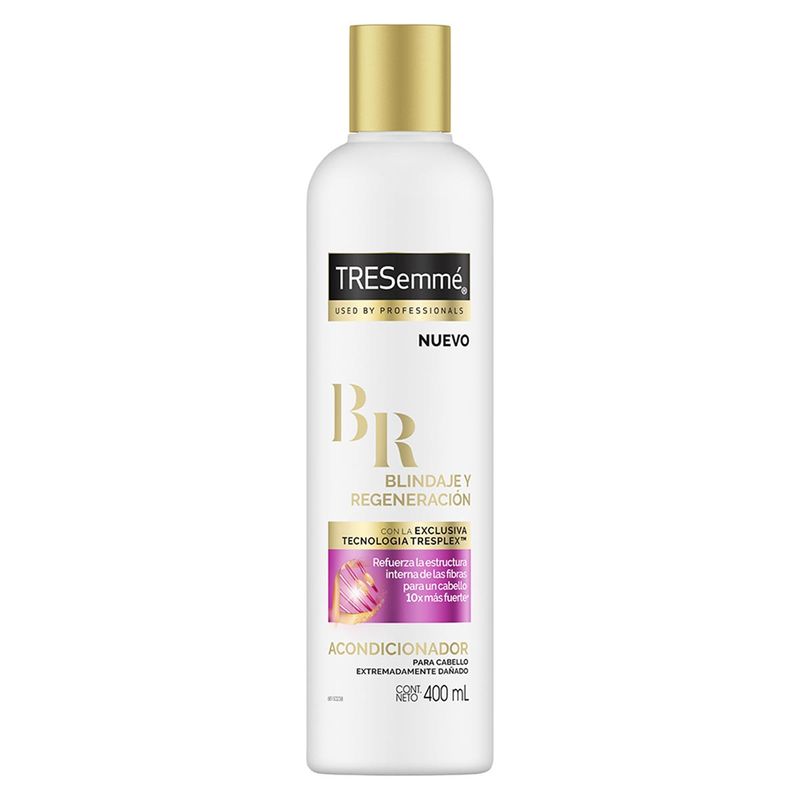 TRESemmé®
USED BY PROFESSIONALS
NUEVO
BR
BLINDAJE Y
REGENERACIÓN
CON LA EXCLUSIVA
TECNOLOGIA TRESPLEX™
Refuerza la estructura
interna de las fibras
para un cabello
10x más fuerte*
ACONDICIONADOR
PARA CABELLO
EXTREMADAMENTE DAÑADO
CONT.
NETO 400 mL